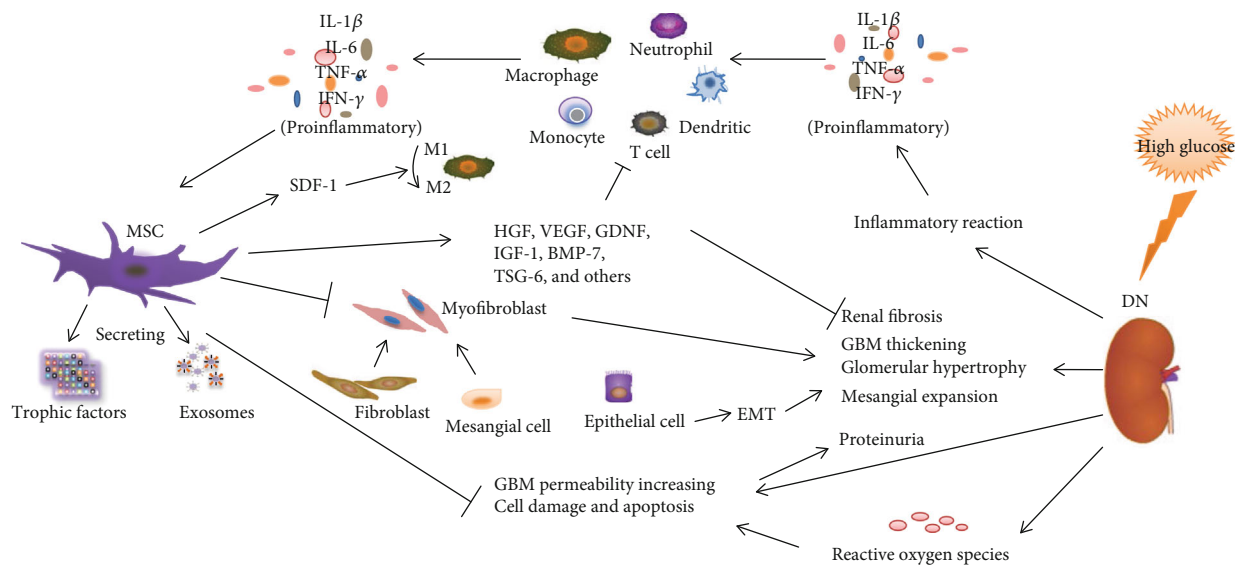 IL-1β
IL-6
TNF-α
IFN-γ
(Proinflammatory)
Macrophage
Neutrophil
Monocyte
T cell
Dendritic
IL-1β
IL-6
TNF-α
IFN-γ
(Proinflammatory)
High glucose
M1
M2
SDF-1
MSC
HGF, VEGF, GDNF,
IGF-1, BMP-7,
TSG-6, and others
Inflammatory reaction
DN
Myofibroblast
Renal fibrosis
GBM thickening
Glomerular hypertrophy
Mesangial expansion
Secreting
Trophic factors
Exosomes
Fibroblast
Mesangial cell
Epithelial cell
EMT
Proteinuria
GBM permeability increasing
Cell damage and apoptosis
Reactive oxygen species